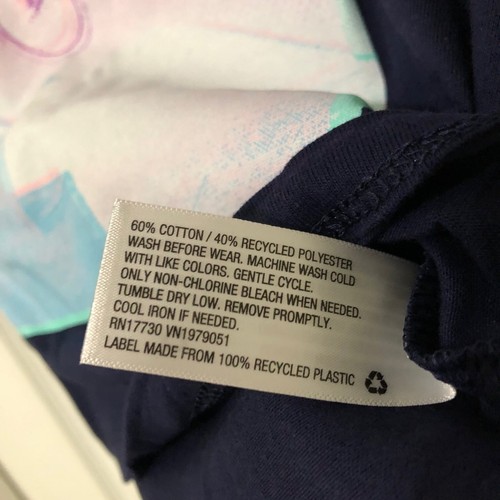 60% COTTON / 40% RECYCLED POLYESTER
WASH BEFORE WEAR. MACHINE WASH COLD
WITH LIKE COLORS. GENTLE CYCLE.
ONLY NON-CHLORINE BLEACH WHEN NEEDED.
TUMBLE DRY LOW. REMOVE PROMPTLY.
COOL IRON IF NEEDED.
RN17730 VN1979051
LABEL MADE FROM 100% RECYCLED PLASTIC